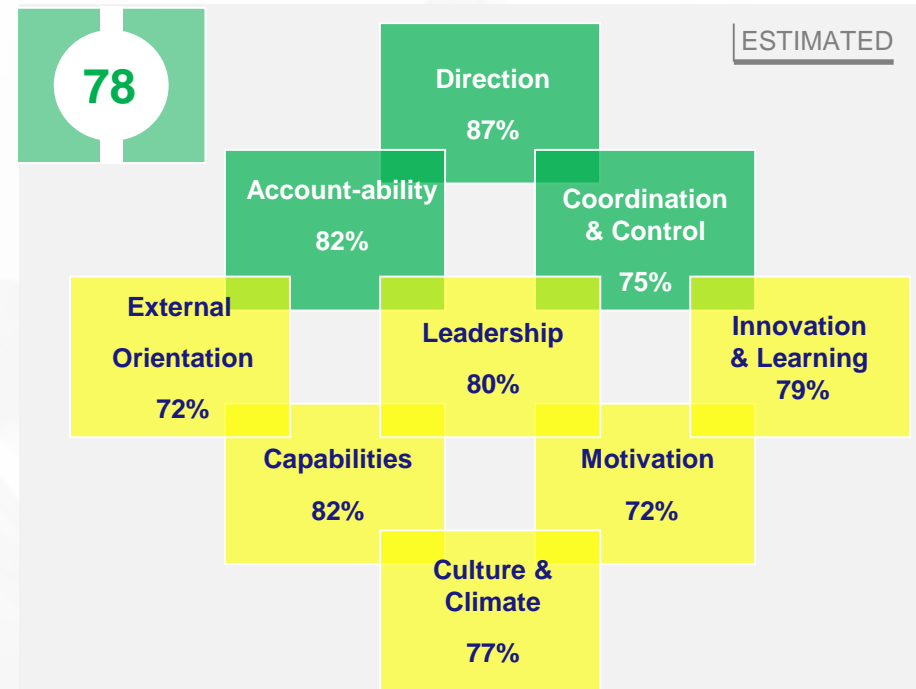 78
ESTIMATED
Direction
87%
Account-ability
82%
Coordination
& Control
75%
External
Orientation
72%
Leadership
80%
Innovation
& Learning
79%
Capabilities
82%
Motivation
72%
Culture &
Climate
77%